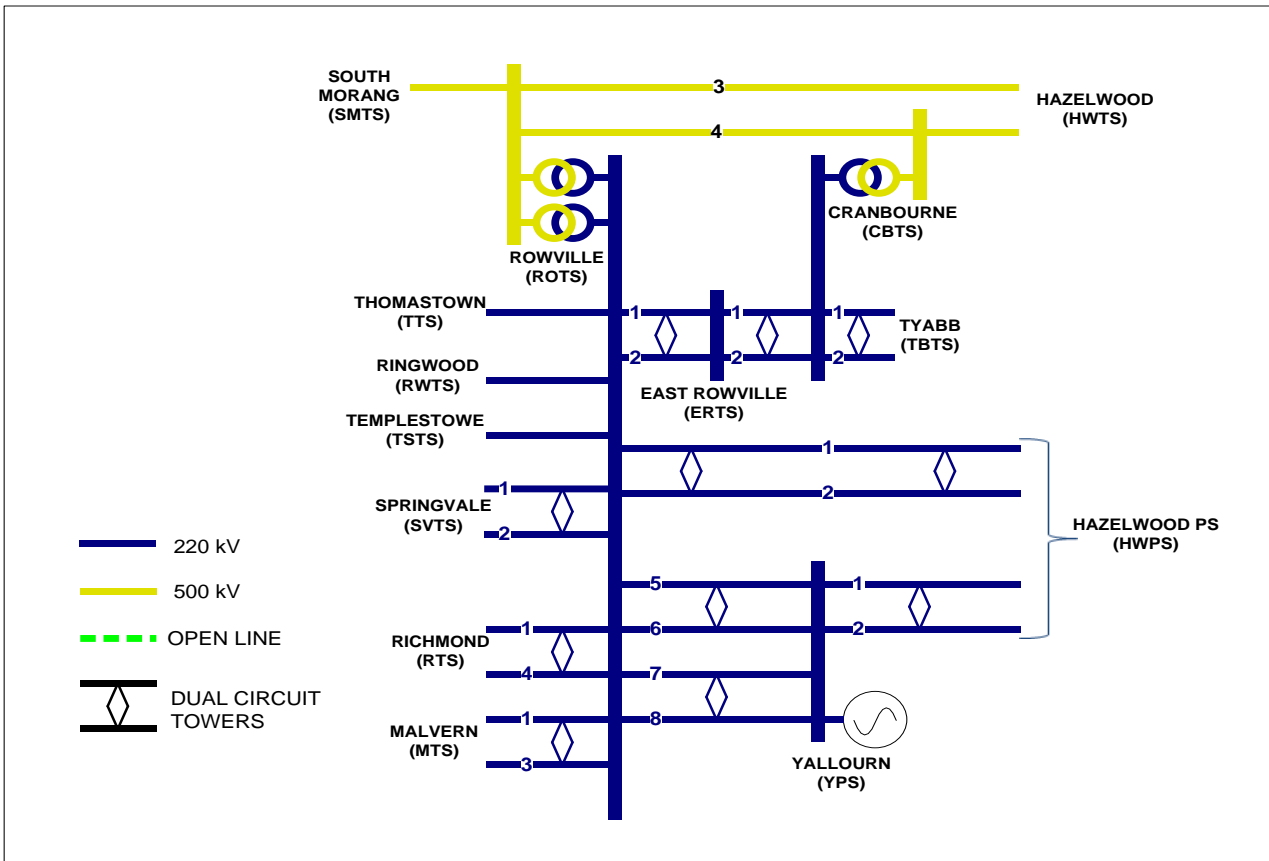 SOUTH
MORANG
(SMTS)
3
HAZELWOOD
(HWTS)
4
CRANBOURNE
(CBTS)
ROWVILLE
(ROTS)
THOMASTOWN
(TTS)
1
1
1
TYABB
(TBTS)
2
2
2
RINGWOOD
(RWTS)
EAST ROWVILLE
(ERTS)
TEMPLESTOWE
(TSTS)
1
2
SPRINGVALE
(SVTS)
1
2
HAZELWOOD PS
(HWPS)
220 kV
500 kV
OPEN LINE
DUAL CIRCUIT
TOWERS
5
1
6
2
RICHMOND
(RTS)
1
4
7
8
MALVERN
(MTS)
1
3
YALLOURN
(YPS)